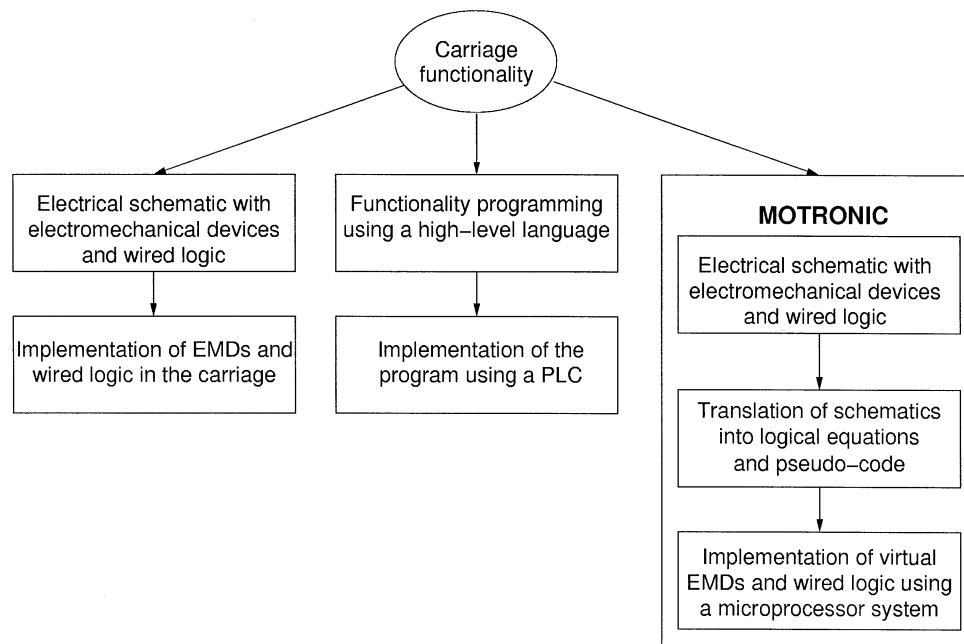 Carriage
functionality
Electrical schematic with
electromechanical devices
and wired logic
Implementation of EMDs and
wired logic in the carriage
Functionality programming
using a high−level language
Implementation of the
program using a PLC
MOTRONIC
Electrical schematic with
electromechanical devices
and wired logic
Translation of schematics
into logical equations
and pseudo−code
Implementation of virtual
EMDs and wired logic using
a microprocessor system